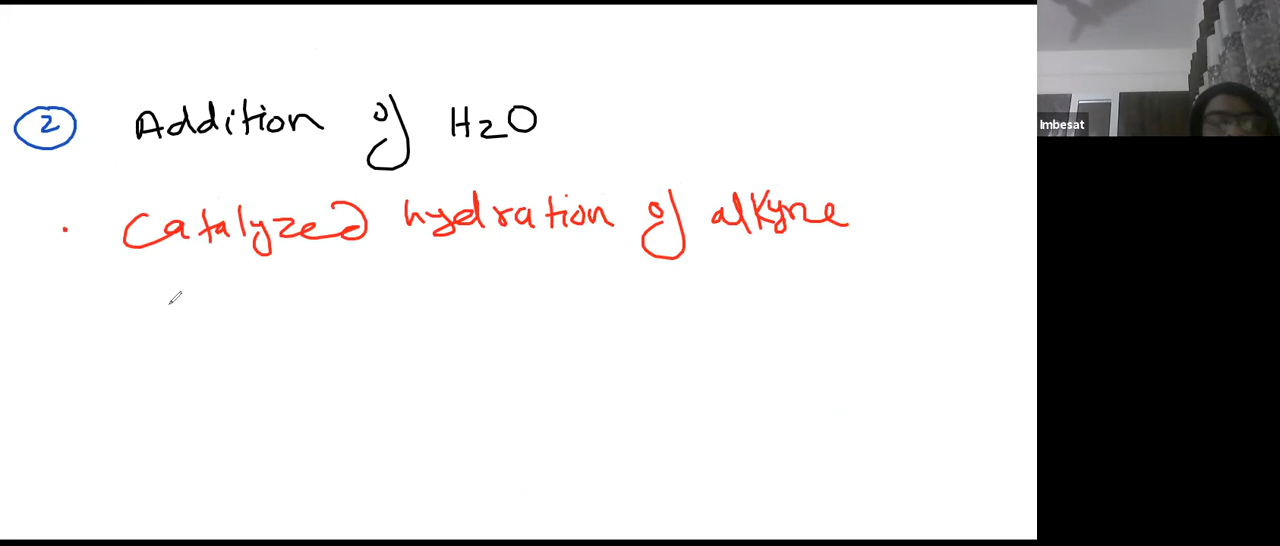 2 Addition of H2O
. Catalyzed hydration of alkyne
Imbesat